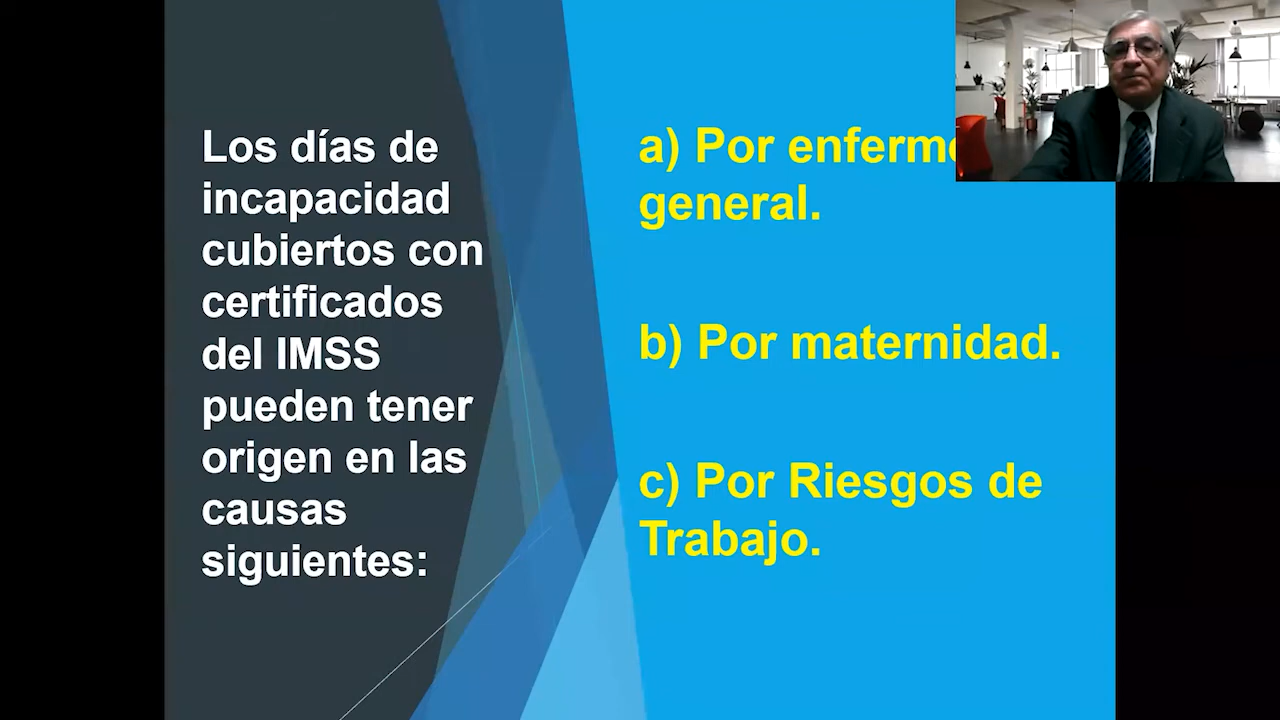 Los días de
incapacidad
cubiertos con
certificados
del IMSS
pueden tener
origen en las
causas
siguientes:
a) Por
general.
b) Por maternidad.
c) Por Riesgos de
Trabajo.